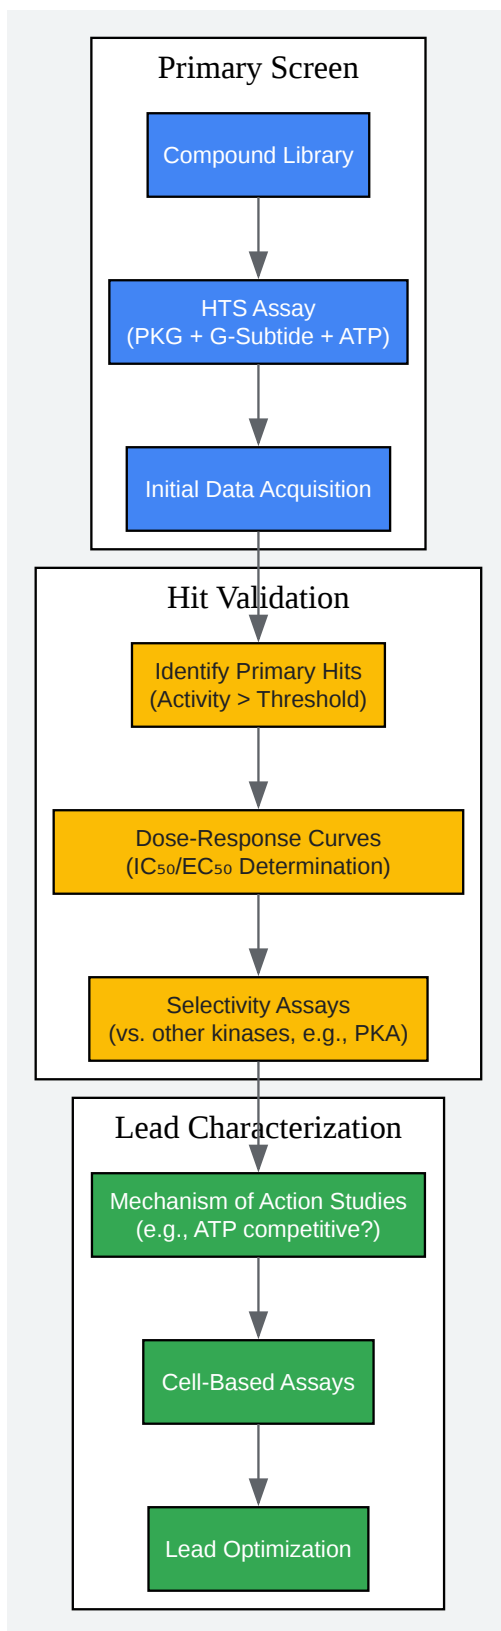 Primary Screen
Compound Library
HTS Assay
(PKG + G-Subtide + ATP)
Initial Data Acquisition
Hit Validation
Identify Primary Hits
(Activity > Threshold)
Dose-Response Curves
(IC₅₀/EC₅₀ Determination)
Selectivity Assays
(vs. other kinases, e.g., PKA)
Lead Characterization
Mechanism of Action Studies
(e.g., ATP competitive?)
Cell-Based Assays
Lead Optimization